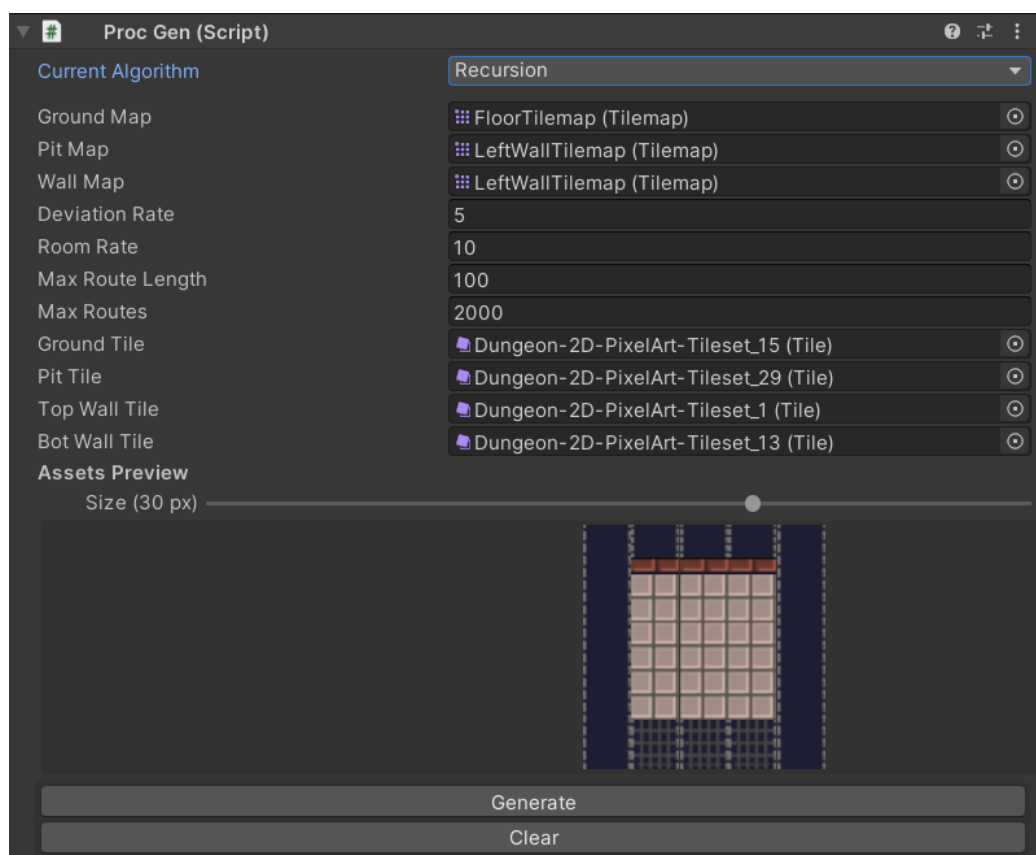 Proc Gen (Script)
Current Algorithm Recursion
Ground Map FloorTilemap (Tilemap)
Pit Map LeftWallTilemap (Tilemap)
Wall Map LeftWallTilemap (Tilemap)
Deviation Rate 5
Room Rate 10
Max Route Length 100
Max Routes 2000
Ground Tile Dungeon-2D-PixelArt-Tileset_15 (Tile)
Pit Tile Dungeon-2D-PixelArt-Tileset_29 (Tile)
Top Wall Tile Dungeon-2D-PixelArt-Tileset_1 (Tile)
Bot Wall Tile Dungeon-2D-PixelArt-Tileset_13 (Tile)
Assets Preview
Size (30 px)
Generate
Clear